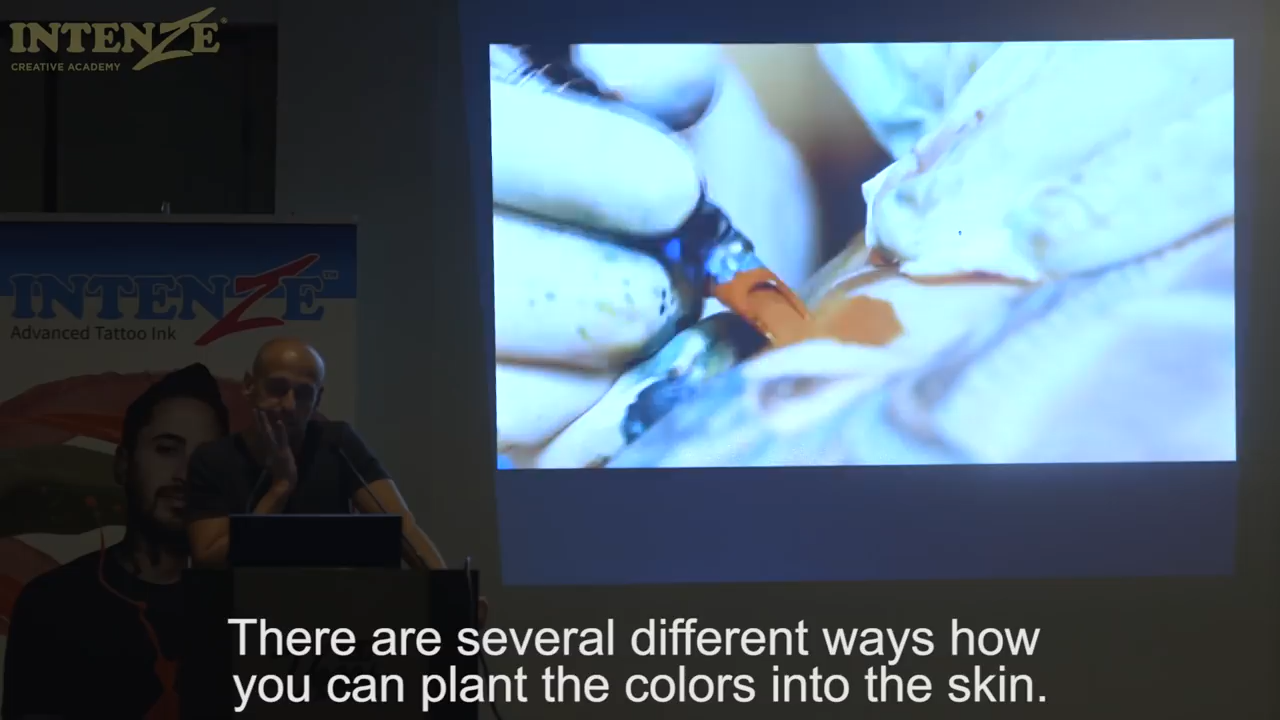 INTENZE
CREATIVE ACADEMY
INTENZE™
Advanced Tattoo Ink
There are several different ways how
you can plant the colors into the skin.